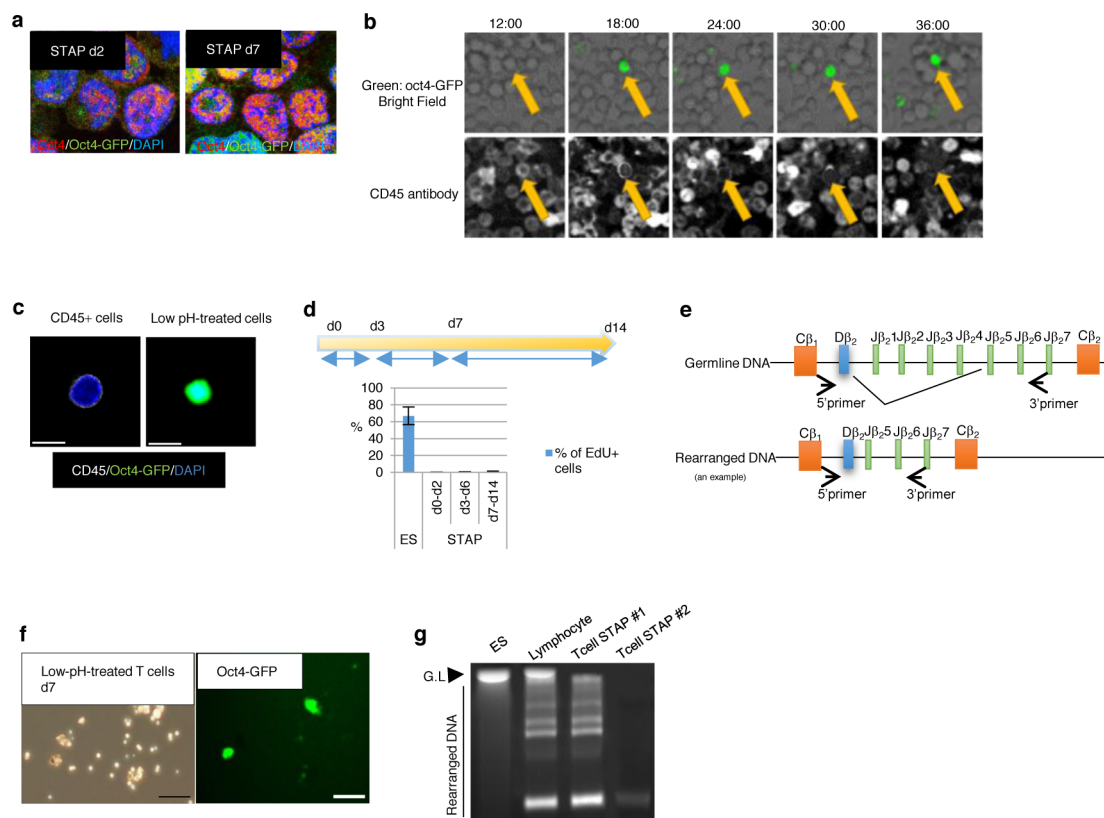 a
STAP d2
STAP d7
Oct4/Oct4-GFP/DAPI
Oct4/Oct4-GFP/DAPI
b
12:00
18:00
24:00
30:00
36:00
Green: oct4-GFP
Bright Field
CD45 antibody
c
CD45+ cells
Low pH-treated cells
CD45/Oct4-GFP/DAPI
d
d0
d3
d7
d14
100
80
60
40
20
0
%
% of EdU+
cells
d0-d2
d3-d6
d7-d14
ES
STAP
e
Cβ1
Dβ2
Jβ21
Jβ22
Jβ23
Jβ24
Jβ25
Jβ26
Jβ27
Cβ2
Germline DNA
5'primer
3'primer
Cβ1
Dβ2
Jβ25
Jβ26
Jβ27
Cβ2
Rearranged DNA
(an example)
5'primer
3'primer
f
Low-pH-treated T cells
d7
Oct4-GFP
g
ES
Lymphocyte
Tcell STAP #1
Tcell STAP #2
G.L
Rearranged DNA